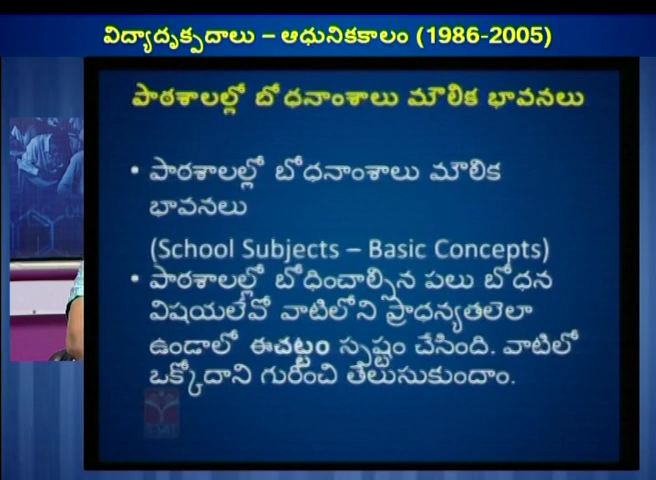 విద్యాదృక్పదాలు – ఆధునికకాలం (1986-2005)
పాఠశాలల్లో బోధనాంశాలు మౌలిక భావనలు
• పాఠశాలల్లో బోధనాంశాలు మౌలిక
భావనలు
(School Subjects – Basic Concepts)
• పాఠశాలల్లో బోధించాల్సిన పలు బోధన
విషయలేవో వాటిలోని ప్రాధన్యతలెలా
ఉండాలో ఈచట్టం స్పష్టం చేసింది. వాటిలో
ఒక్కోదాని గురించి తెలుసుకుందాం.